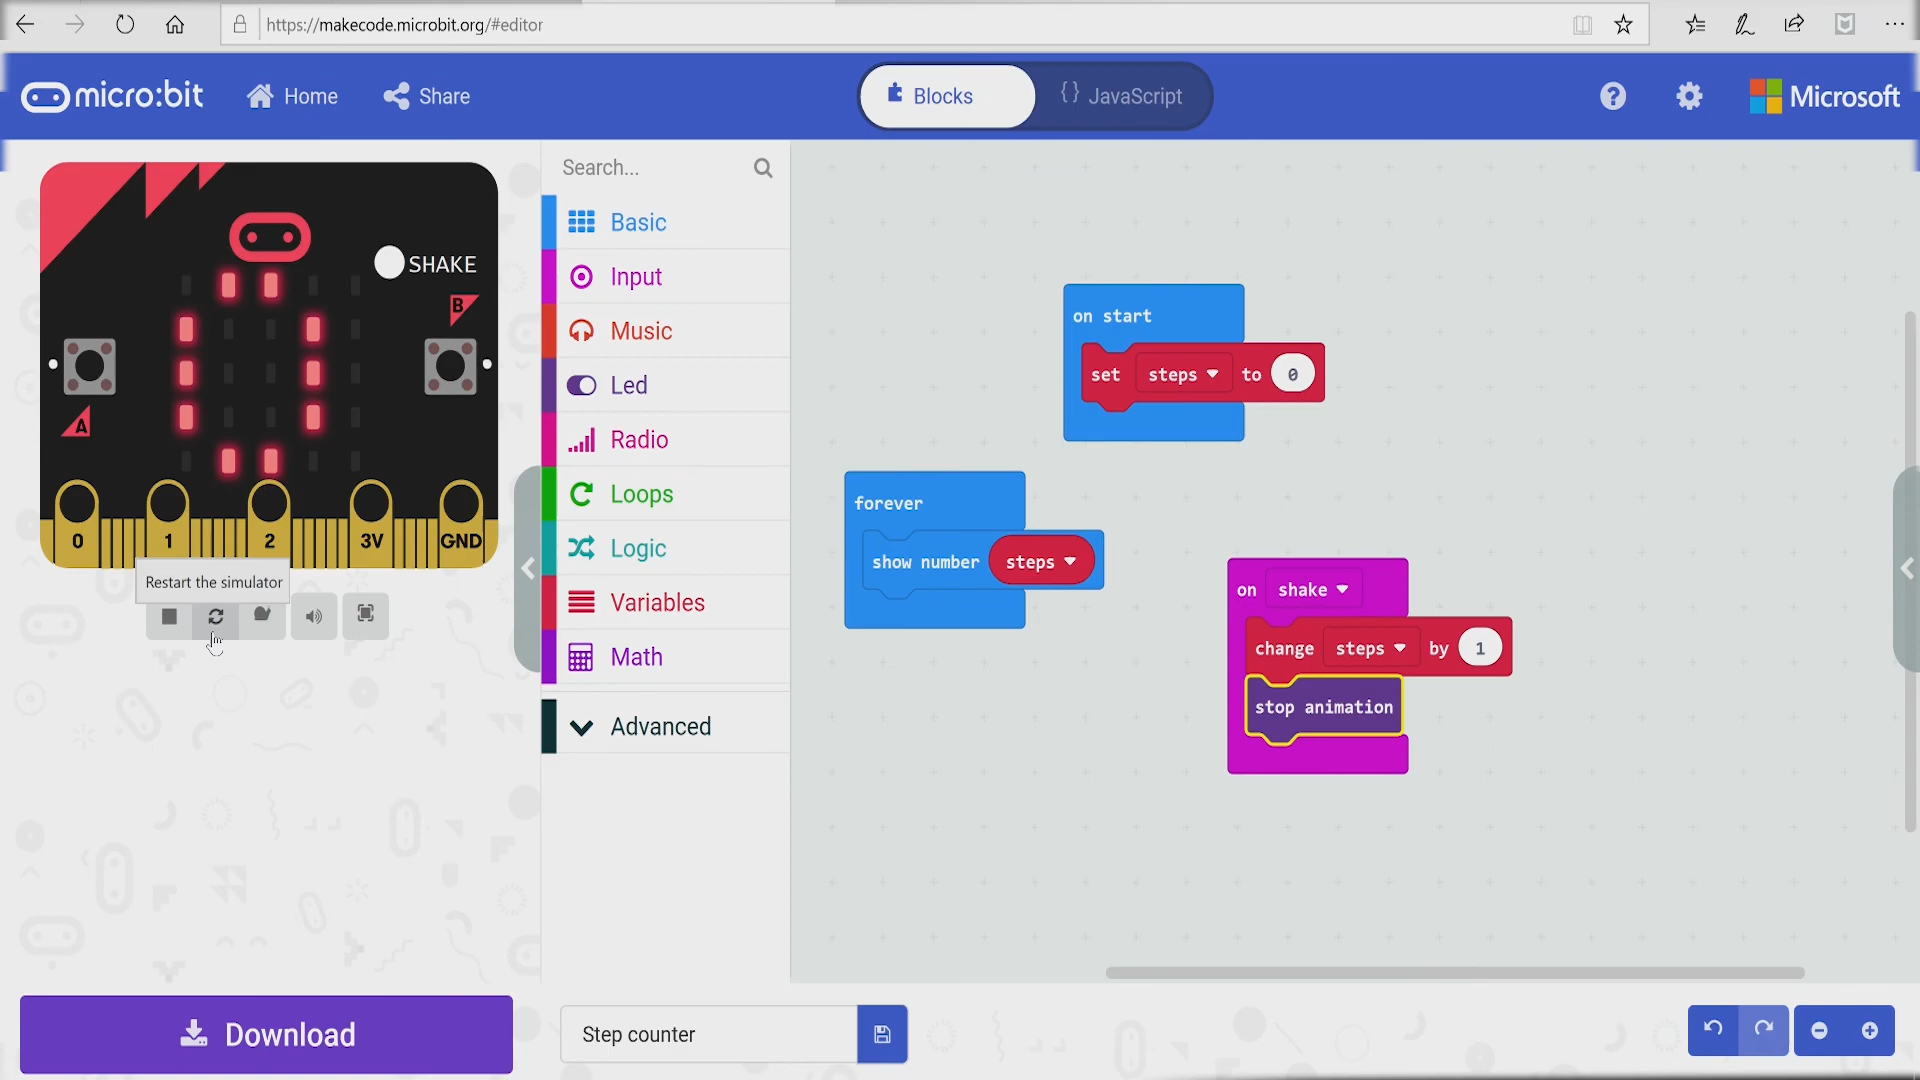 https://makecode.microbit.org/#editor
micro:bit
Home
Share
Blocks
{} JavaScript
Microsoft
Search...
SHAKE
B
A
0
1
2
3V
GND
Restart the simulator
Basic
Input
Music
Led
Radio
Loops
Logic
Variables
Math
Advanced
on start
set steps to 0
forever
show number steps
on shake
change steps by 1
stop animation
Download
Step counter